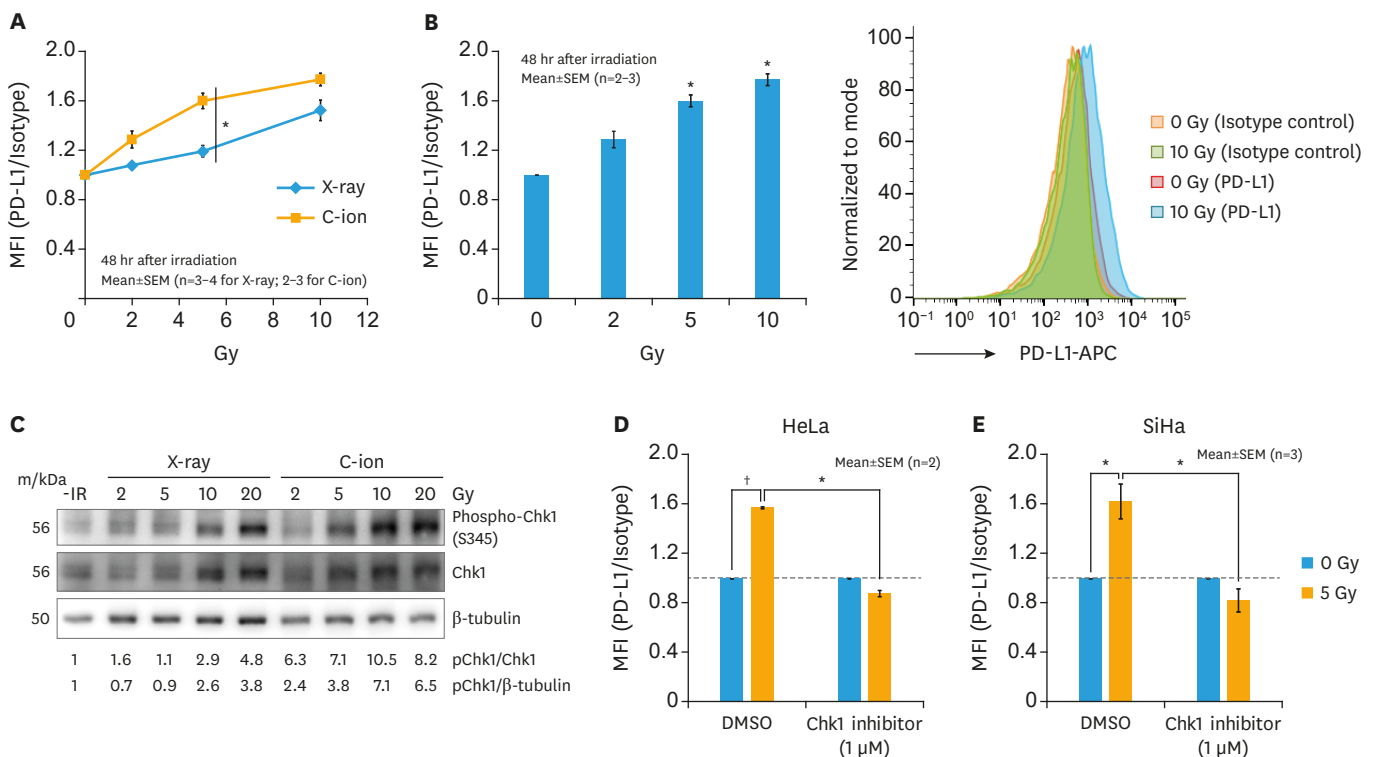 A
MFI (PD-L1/Isotype)
2.0
1.6
1.2
0.8
0.4
*
X-ray
C-ion
48 hr after irradiation
Mean±SEM (n=3–4 for X-ray; 2–3 for C-ion)
0 2 4 6 8 10 12
Gy
B
MFI (PD-L1/Isotype)
2.0
1.6
1.2
0.8
0.4
0
48 hr after irradiation
Mean±SEM (n=2–3)
* *
0 2 5 10
Gy
Normalized to mode
100
80
60
40
20
0
10⁻¹ 10⁰ 10¹ 10² 10³ 10⁴ 10⁵
PD-L1-APC
0 Gy (Isotype control)
10 Gy (Isotype control)
0 Gy (PD-L1)
10 Gy (PD-L1)
C
X-ray C-ion
m/kDa
-IR 2 5 10 20 2 5 10 20 Gy
56 Phospho-Chk1
(S345)
56 Chk1
50 β-tubulin
1 1.6 1.1 2.9 4.8 6.3 7.1 10.5 8.2 pChk1/Chk1
1 0.7 0.9 2.6 3.8 2.4 3.8 7.1 6.5 pChk1/β-tubulin
D
HeLa
MFI (PD-L1/Isotype)
2.0
1.6
1.2
0.8
0.4
0
Mean±SEM (n=2)
† *
DMSO Chk1 inhibitor
(1 μM)
E
SiHa
MFI (PD-L1/Isotype)
2.0
1.6
1.2
0.8
0.4
0
Mean±SEM (n=3)
* *
DMSO Chk1 inhibitor
(1 μM)
0 Gy
5 Gy